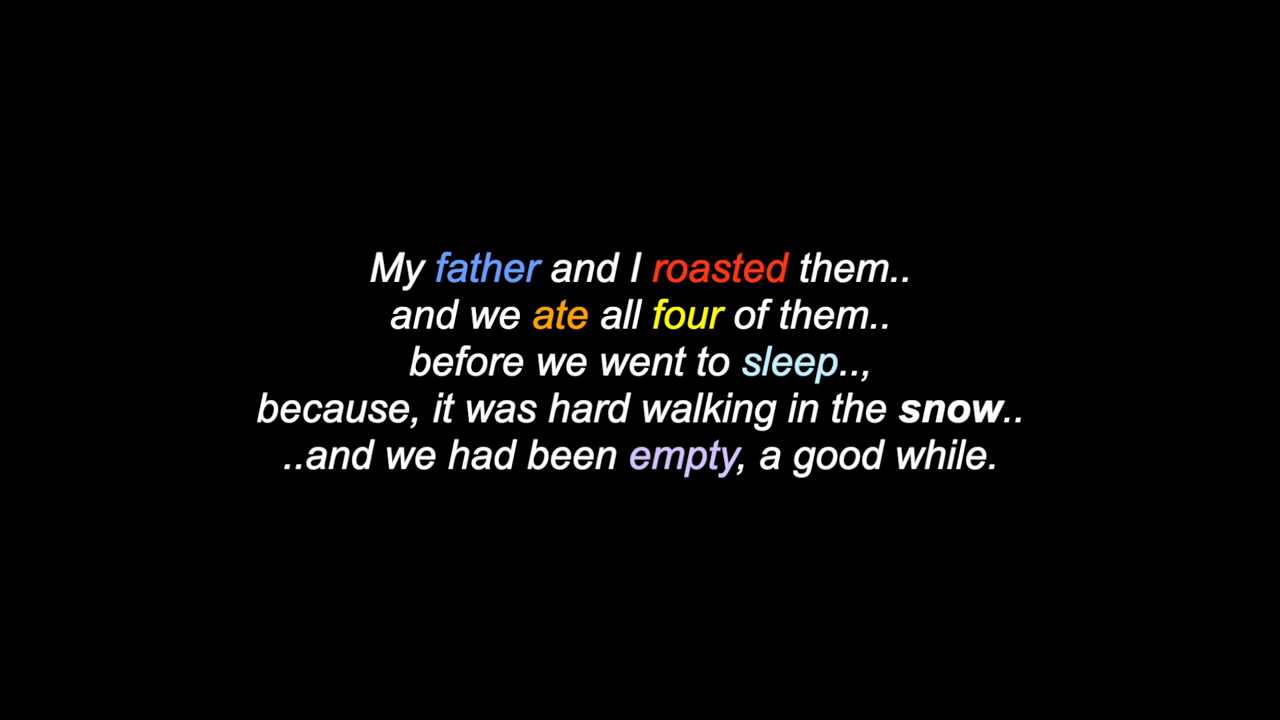 My father and I roasted them..
and we ate all four of them..
before we went to sleep..,
because, it was hard walking in the snow..
..and we had been empty, a good while.